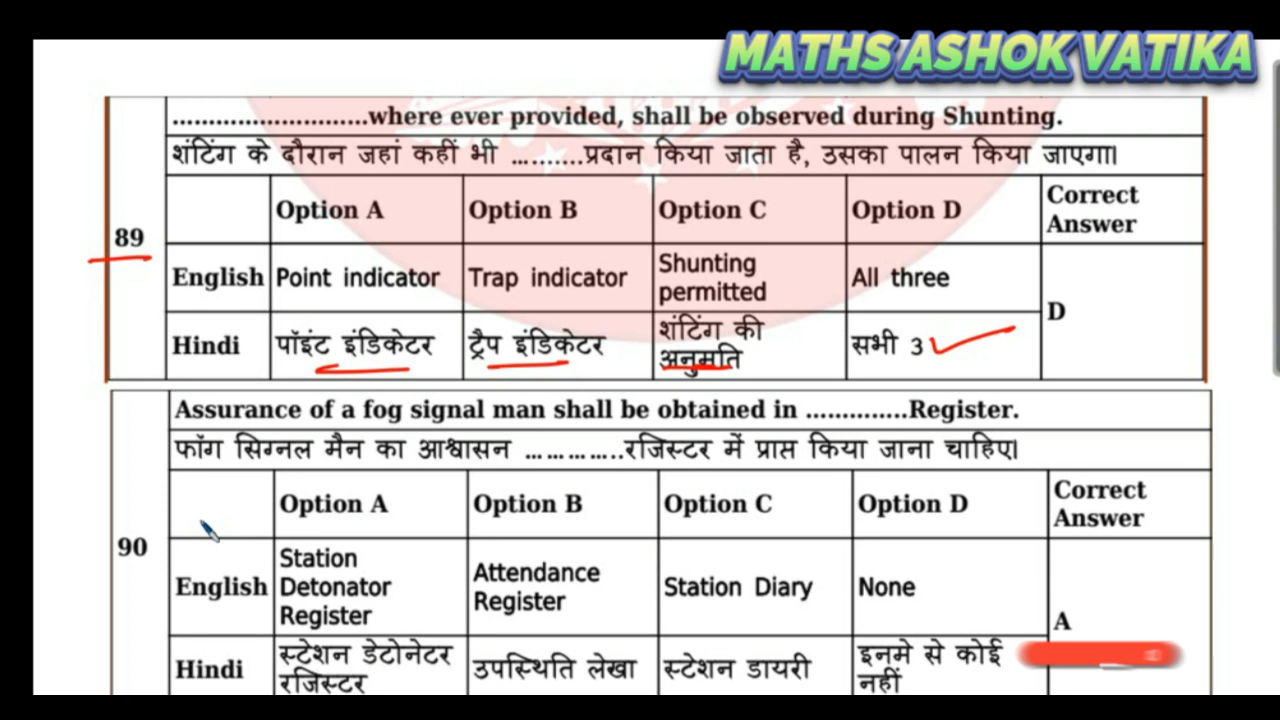 MATHS ASHOK VATIKA
...........................where ever provided, shall be observed during Shunting.
शंटिंग के दौरान जहां कहीं भी ...........प्रदान किया जाता है, उसका पालन किया जाएगा।
89
Option A Option B Option C Option D Correct Answer
English Point indicator Trap indicator Shunting permitted All three D
Hindi पॉइंट इंडिकेटर ट्रैप इंडिकेटर शंटिंग की अनुमति सभी 3
Assurance of a fog signal man shall be obtained in ..............Register.
फॉग सिग्नल मैन का आश्वासन ..............रजिस्टर में प्राप्त किया जाना चाहिए।
90
Option A Option B Option C Option D Correct Answer
English Station Detonator Register Attendance Register Station Diary None A
Hindi स्टेशन डेटोनेटर रजिस्टर उपस्थिति लेखा स्टेशन डायरी इनमे से कोई नहीं